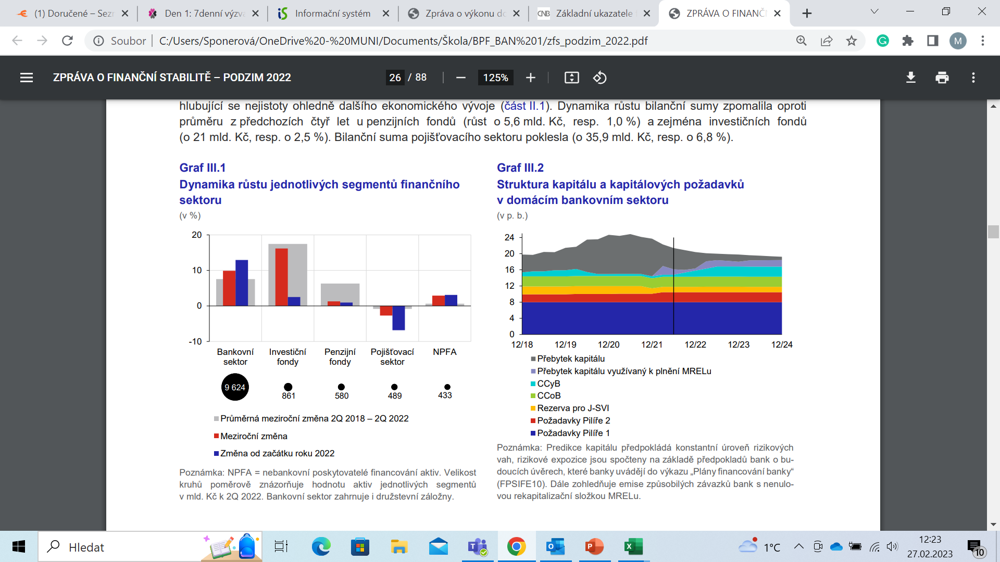 (1) Doručené – Sezn
Den 1: 7denní výzva
Informační systém
Zpráva o výkonu do
ČNB
Základní ukazatele f
ZPRÁVA O FINANČN
Soubor
C:/Users/Sponerová/OneDrive%20-%20MUNI/Documents/Škola/BPF_BAN%201/zfs_podzim_2022.pdf
M
ZPRÁVA O FINANČNÍ STABILITĚ – PODZIM 2022
26 / 88
125%
hlubující se nejistoty ohledně dalšího ekonomického vývoje (část II.1). Dynamika růstu bilanční sumy zpomalila oproti
průměru z předchozích čtyř let u penzijních fondů (růst o 5,6 mld. Kč, resp. 1,0 %) a zejména investičních fondů
(o 21 mld. Kč, resp. o 2,5 %). Bilanční suma pojišťovacího sektoru poklesla (o 35,9 mld. Kč, resp. o 6,8 %).
Graf III.1
Dynamika růstu jednotlivých segmentů finančního
sektoru
(v %)
20
10
0
-10
Bankovní
sektor
Investiční
fondy
Penzijní
fondy
Pojišťovací
sektor
NPFA
9 624
861
580
489
433
Průměrná meziroční změna 2Q 2018 – 2Q 2022
Meziroční změna
Změna od začátku roku 2022
Poznámka: NPFA = nebankovní poskytovatelé financování aktiv. Velikost
kruhů poměrově znázorňuje hodnotu aktiv jednotlivých segmentů
v mld. Kč k 2Q 2022. Bankovní sektor zahrnuje i družstevní záložny.
Graf III.2
Struktura kapitálu a kapitálových požadavků
v domácím bankovním sektoru
(v p. b.)
24
20
16
12
8
4
0
12/18 12/19 12/20 12/21 12/22 12/23 12/24
Přebytek kapitálu
Přebytek kapitálu využívaný k plnění MRELu
CCyB
CCoB
Rezerva pro J-SVI
Požadavky Pilíře 2
Požadavky Pilíře 1
Poznámka: Predikce kapitálu předpokládá konstantní úroveň rizikových
vah, rizikové expozice jsou spočteny na základě předpokladů bank o bu-
doucích úvěrech, které banky uvádějí do výkazu „Plány financování banky“
(FPSIFE10). Dále zohledňuje emise způsobilých závazků bank s nenulo-
vou rekapitalizační složkou MRELu.
Hledat
1°C
12:23
27.02.2023
10